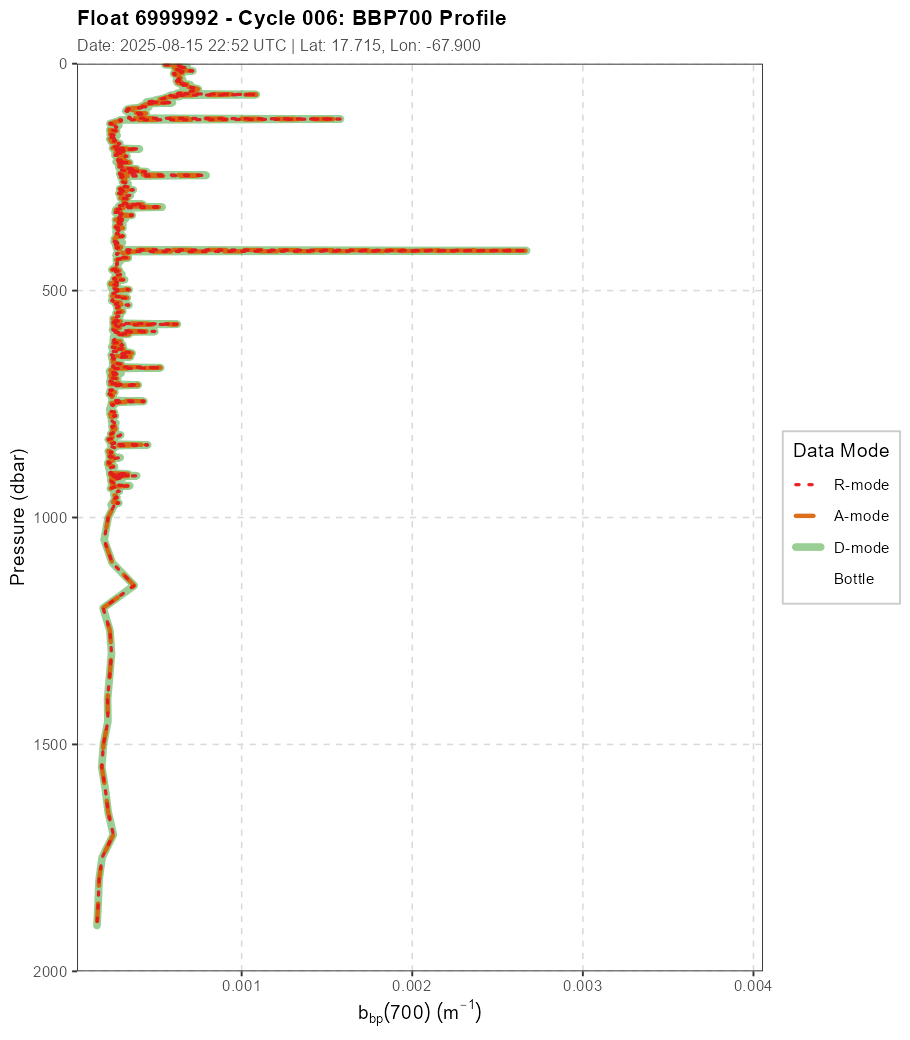 Float 6999992 - Cycle 006: BBP700 Profile
Date: 2025-08-15 22:52 UTC | Lat: 17.715, Lon: -67.900
0
500
1000
1500
2000
Pressure (dbar)
0.001
0.002
0.003
0.004
b_bp(700) (m⁻¹)
Data Mode
R-mode
A-mode
D-mode
Bottle